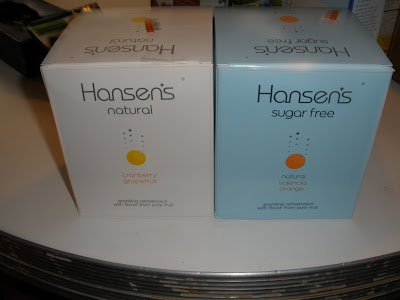 Hansen's
natural
Hansen's
natural
cranberry
grapefruit
sparkling refreshment
with flavor from pure fruit
Hansen's
sugar free
Hansen's
sugar free
natural
valencia
orange
sparkling refreshment
with flavor from pure fruit